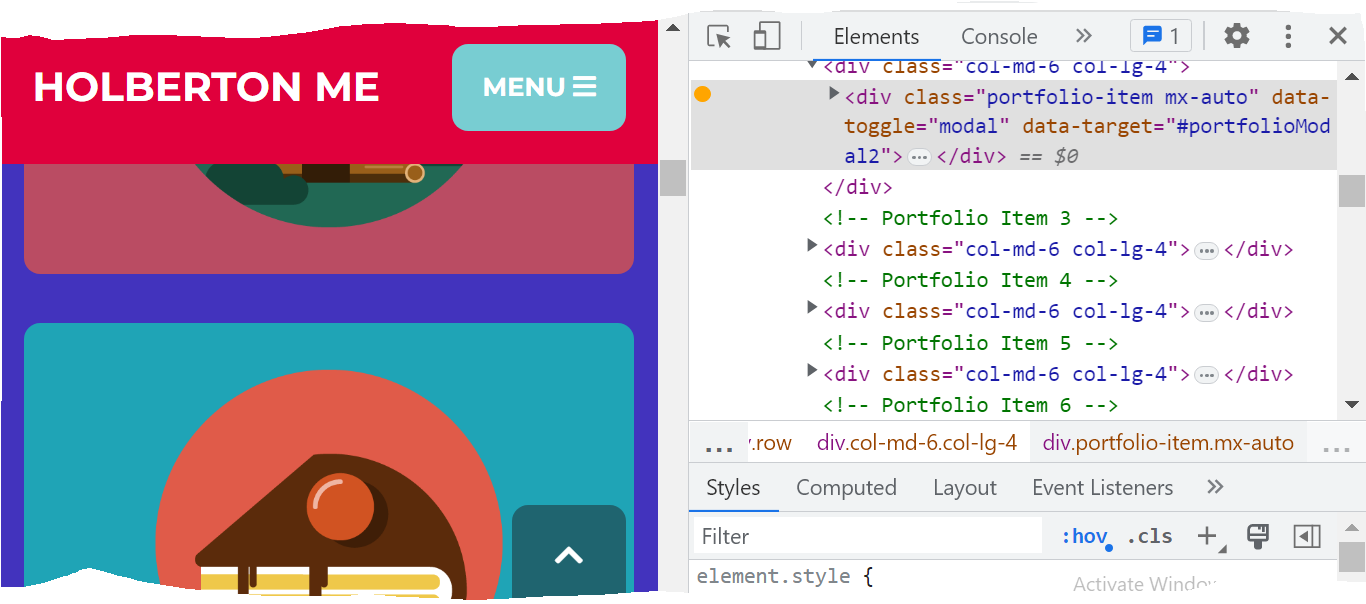 HOLBERTON ME
MENU
Elements
Console
1
<div class="col-md-6 col-lg-4">
<div class="portfolio-item mx-auto" data-
toggle="modal" data-target="#portfolioMod
al2"> … </div> == $0
</div>
<!-- Portfolio Item 3 -->
<div class="col-md-6 col-lg-4"> … </div>
<!-- Portfolio Item 4 -->
<div class="col-md-6 col-lg-4"> … </div>
<!-- Portfolio Item 5 -->
<div class="col-md-6 col-lg-4"> … </div>
<!-- Portfolio Item 6 -->
... .row div.col-md-6.col-lg-4 div.portfolio-item.mx-auto ...
Styles Computed Layout Event Listeners
Filter :hov .cls
element.style {
Activate